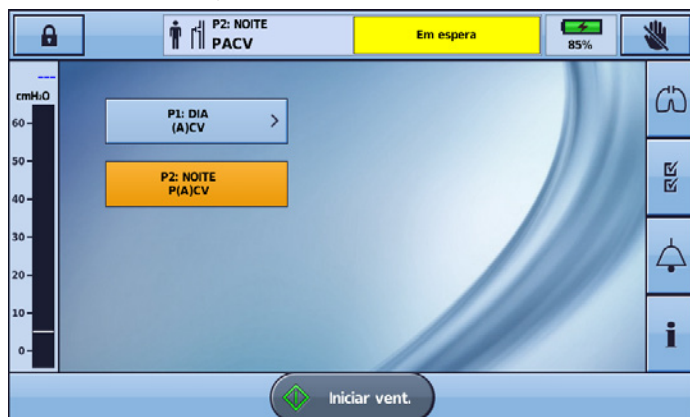 P2: NOITE
PACV
Em espera
85%
---
cmH₂O
60
50
40
30
20
10
0
P1: DIA
(A)CV
P2: NOITE
P(A)CV
Iniciar vent.